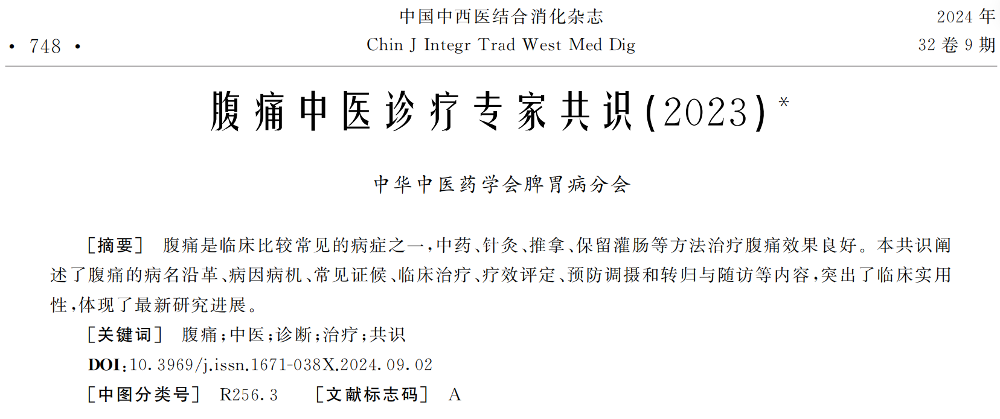 中国中西医结合消化杂志
2024 年
· 748 ·
Chin J Integr Trad West Med Dig
32 卷 9 期
腹痛中医诊疗专家共识(2023)*
中华中医药学会脾胃病分会
[摘要] 腹痛是临床比较常见的病症之一,中药、针灸、推拿、保留灌肠等方法治疗腹痛效果良好。本共识阐
述了腹痛的病名沿革、病因病机、常见证候、临床治疗、疗效评定、预防调摄和转归与随访等内容,突出了临床实用
性,体现了最新研究进展。
[关键词] 腹痛;中医;诊断;治疗;共识
DOI:10.3969/j.issn.1671-038X.2024.09.02
[中图分类号] R256.3 [文献标志码] A